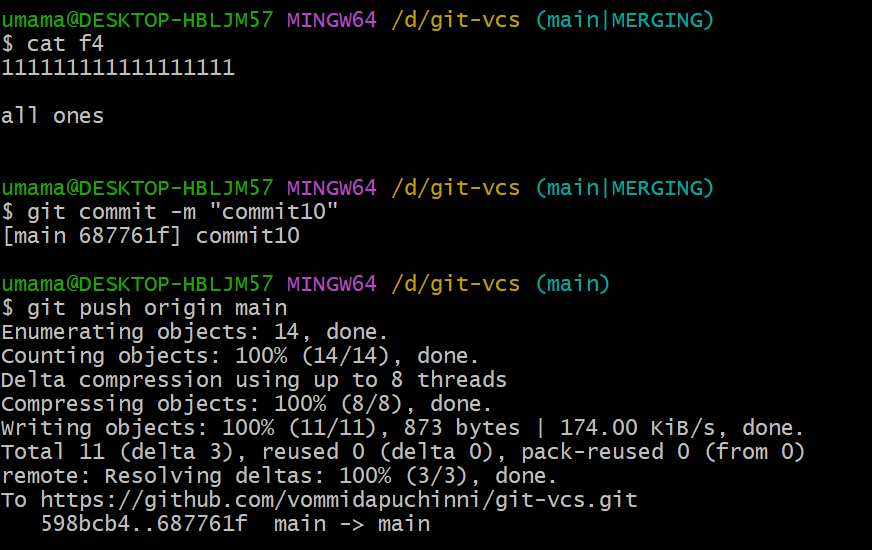 umama@DESKTOP-HBLJM57 MINGW64 /d/git-vcs (main|MERGING)
$ cat f4
111111111111111111
all ones
umama@DESKTOP-HBLJM57 MINGW64 /d/git-vcs (main|MERGING)
$ git commit -m "commit10"
[main 687761f] commit10
umama@DESKTOP-HBLJM57 MINGW64 /d/git-vcs (main)
$ git push origin main
Enumerating objects: 14, done.
Counting objects: 100% (14/14), done.
Delta compression using up to 8 threads
Compressing objects: 100% (8/8), done.
Writing objects: 100% (11/11), 873 bytes | 174.00 KiB/s, done.
Total 11 (delta 3), reused 0 (delta 0), pack-reused 0 (from 0)
remote: Resolving deltas: 100% (3/3), done.
To https://github.com/vommidapuchinni/git-vcs.git
   598bcb4..687761f  main -> main